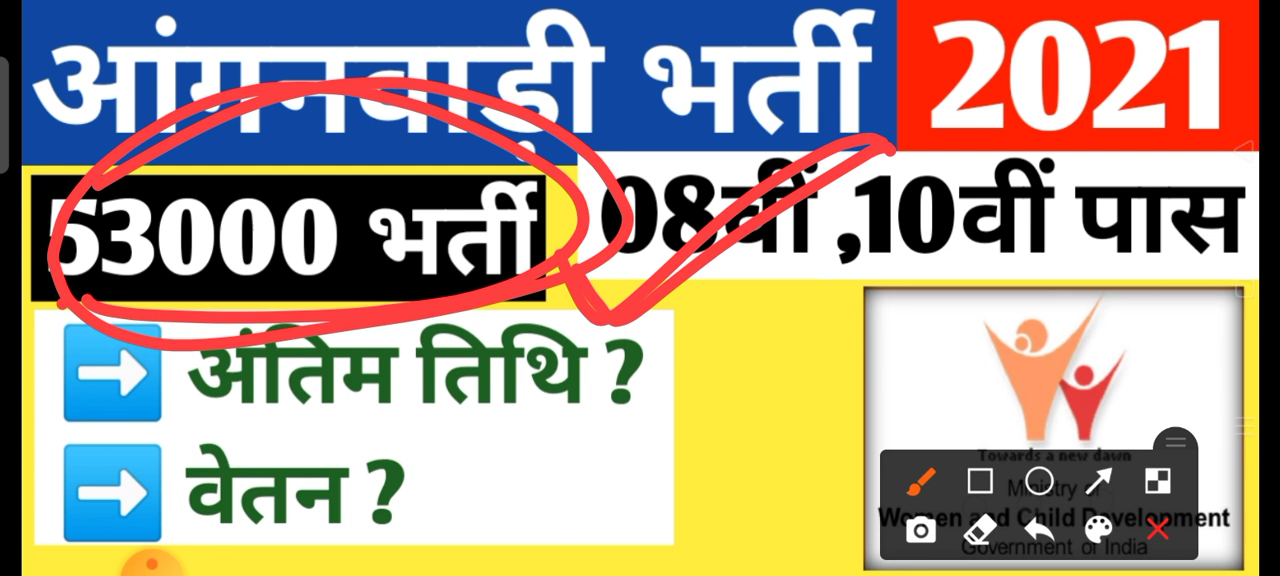 आंगनवाड़ी भर्ती 2021
53000 भर्ती 08वीं ,10वीं पास
अंतिम तिथि ?
वेतन ?
Towards a new dawn
Ministry of
Women and Child Development
Government of India